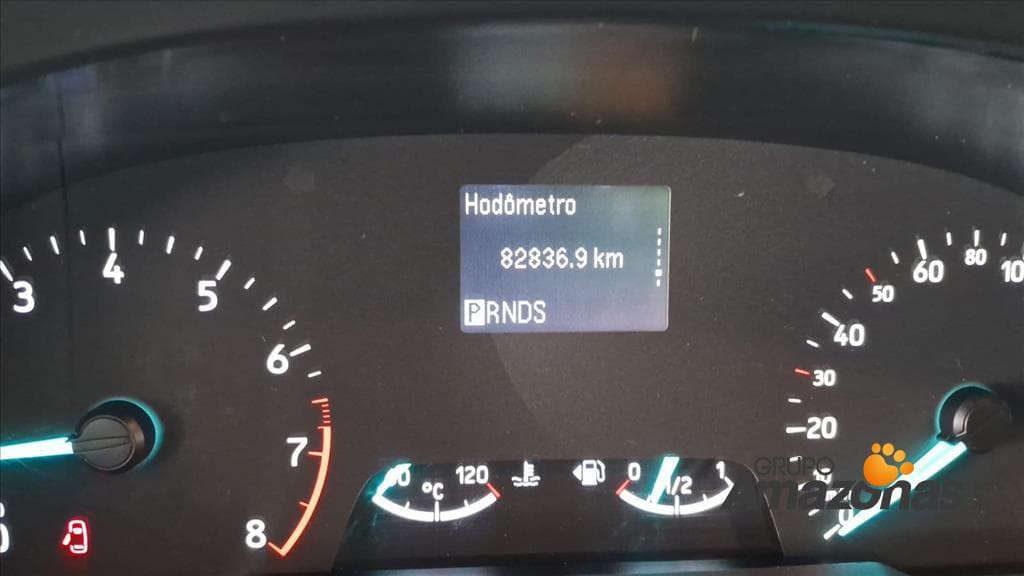 Hodômetro
82836.9 km
PRNDS
3 4 5 6 7 8
20 30 40 50 60 80
120
°C
0 1/2 1
GRUPO
Amazonas